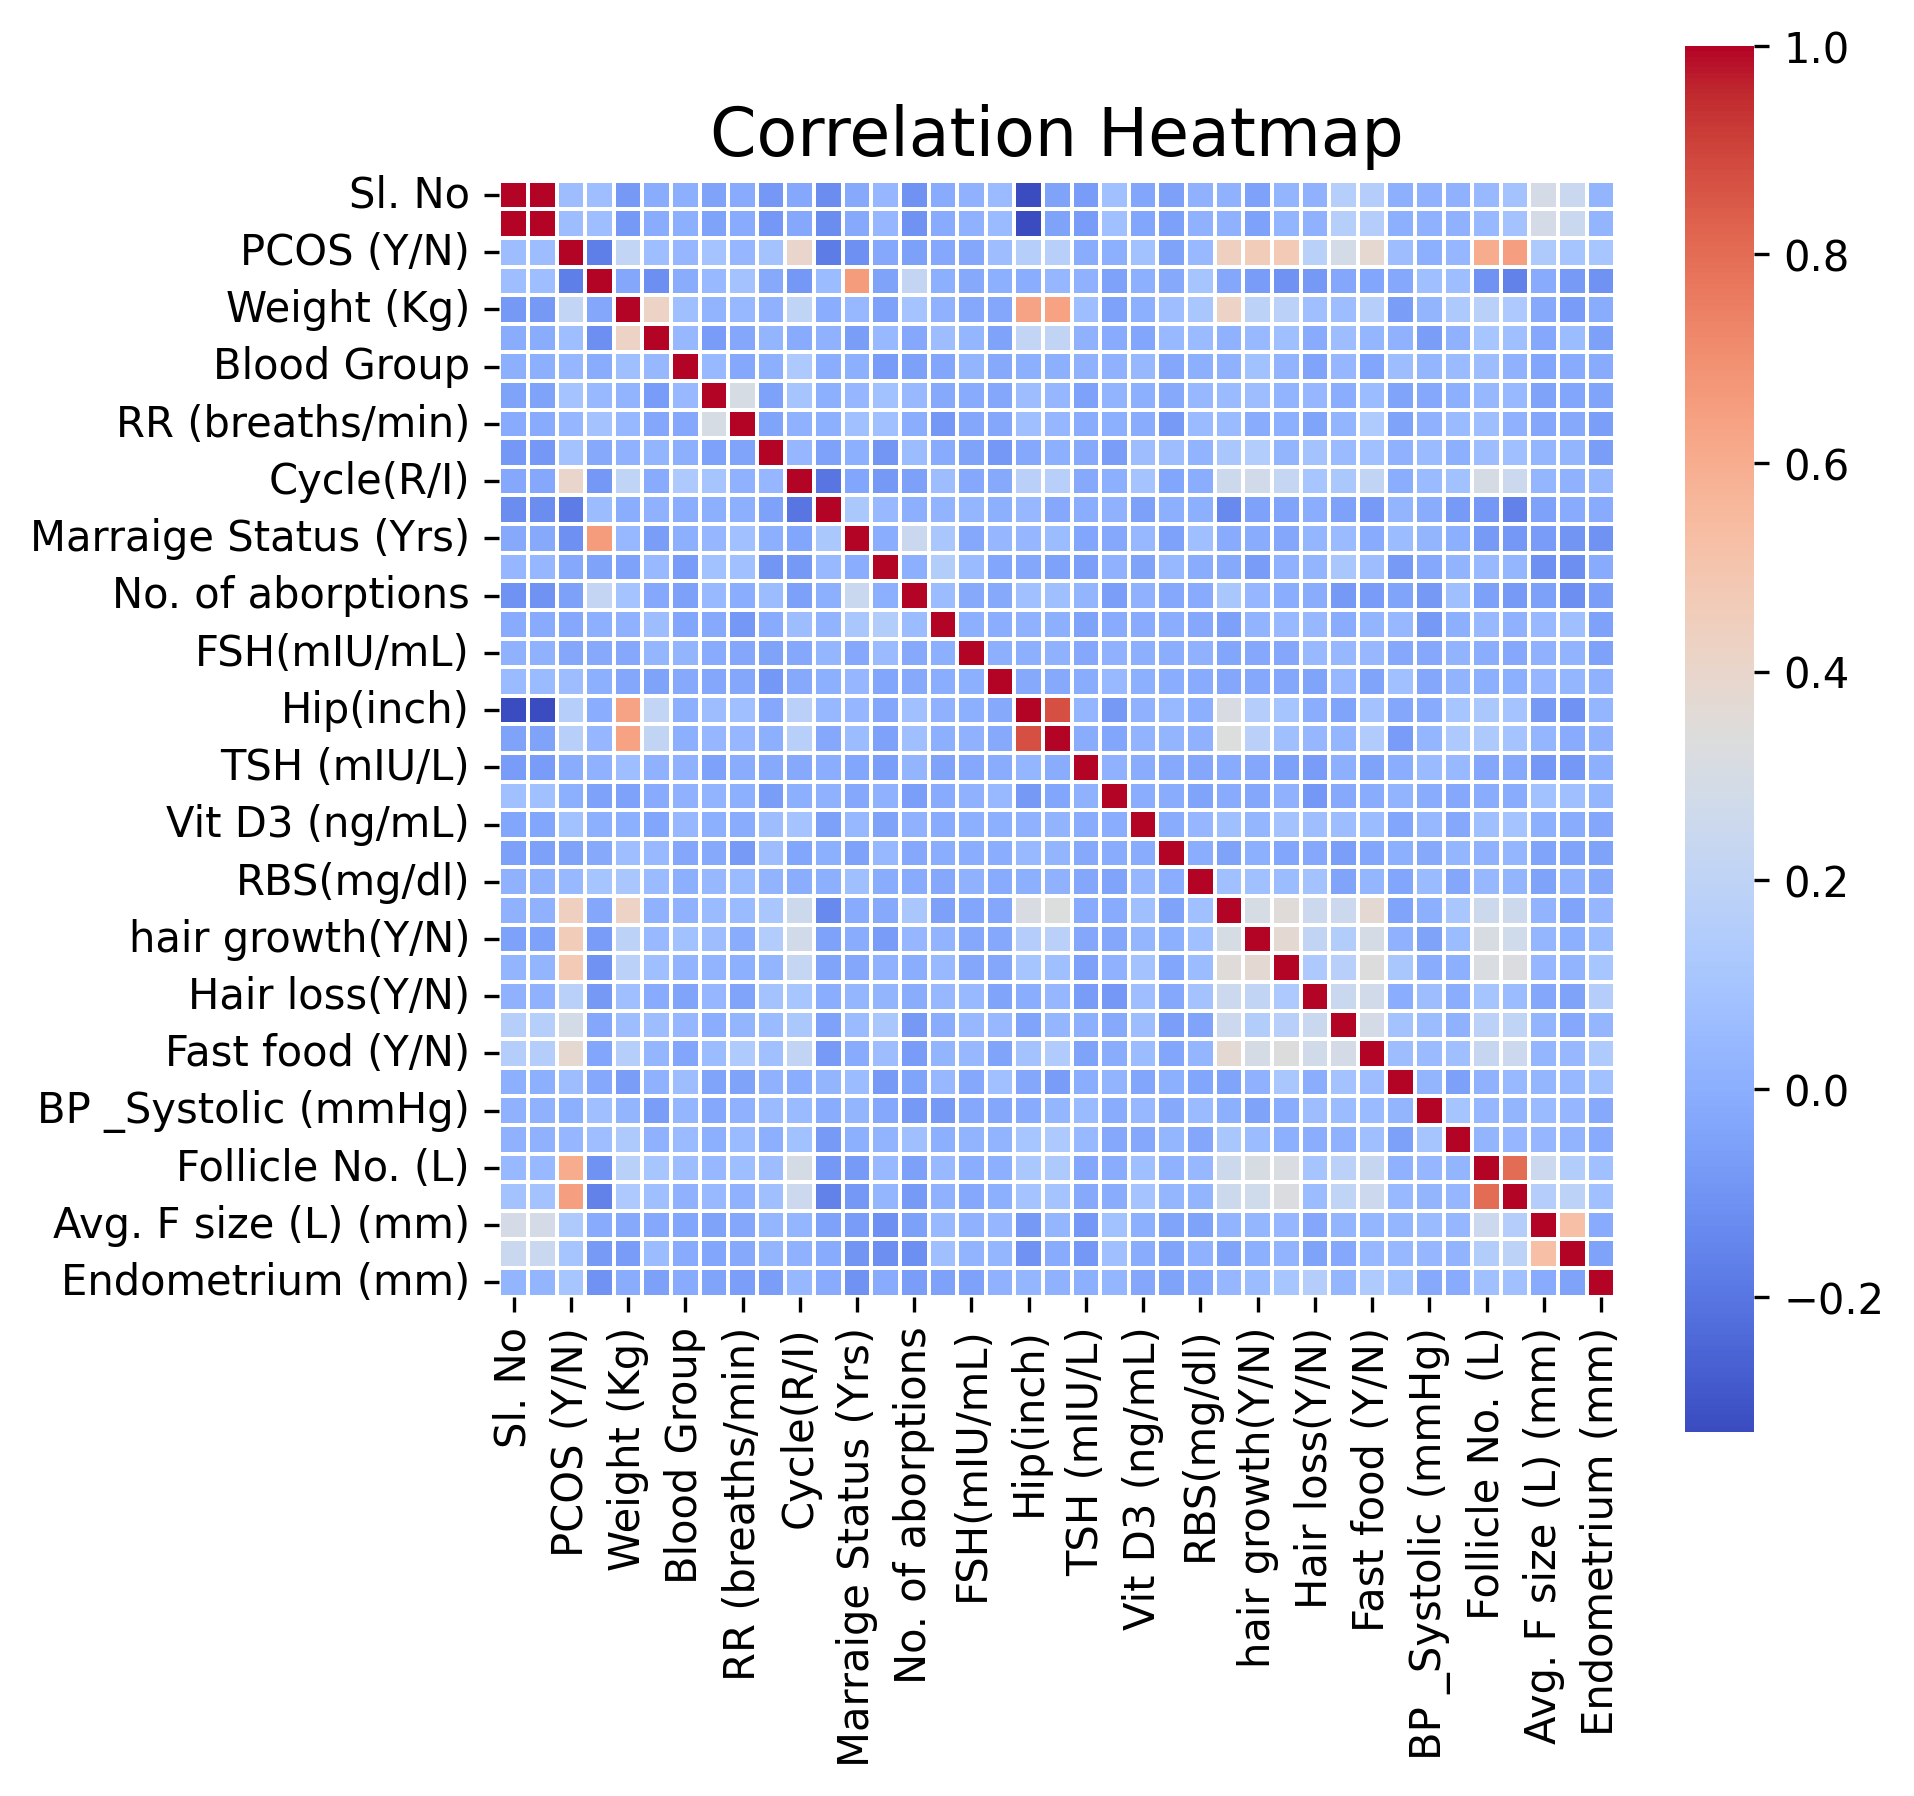 Correlation Heatmap
Sl. No
PCOS (Y/N)
Weight (Kg)
Blood Group
RR (breaths/min)
Cycle(R/I)
Marraige Status (Yrs)
No. of aborptions
FSH(mIU/mL)
Hip(inch)
TSH (mIU/L)
Vit D3 (ng/mL)
RBS(mg/dl)
hair growth(Y/N)
Hair loss(Y/N)
Fast food (Y/N)
BP _Systolic (mmHg)
Follicle No. (L)
Avg. F size (L) (mm)
Endometrium (mm)
Sl. No
PCOS (Y/N)
Weight (Kg)
Blood Group
RR (breaths/min)
Cycle(R/I)
Marraige Status (Yrs)
No. of aborptions
FSH(mIU/mL)
Hip(inch)
TSH (mIU/L)
Vit D3 (ng/mL)
RBS(mg/dl)
hair growth(Y/N)
Hair loss(Y/N)
Fast food (Y/N)
BP _Systolic (mmHg)
Follicle No. (L)
Avg. F size (L) (mm)
Endometrium (mm)
1.0
0.8
0.6
0.4
0.2
0.0
−0.2